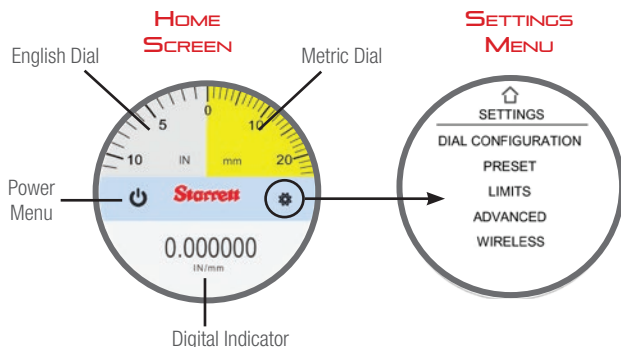 HOME
SCREEN
English Dial
Metric Dial
0
5
10
10
20
IN
mm
Power
Menu
Starrett
0.000000
IN/mm
Digital Indicator
SETTINGS
MENU
SETTINGS
DIAL CONFIGURATION
PRESET
LIMITS
ADVANCED
WIRELESS